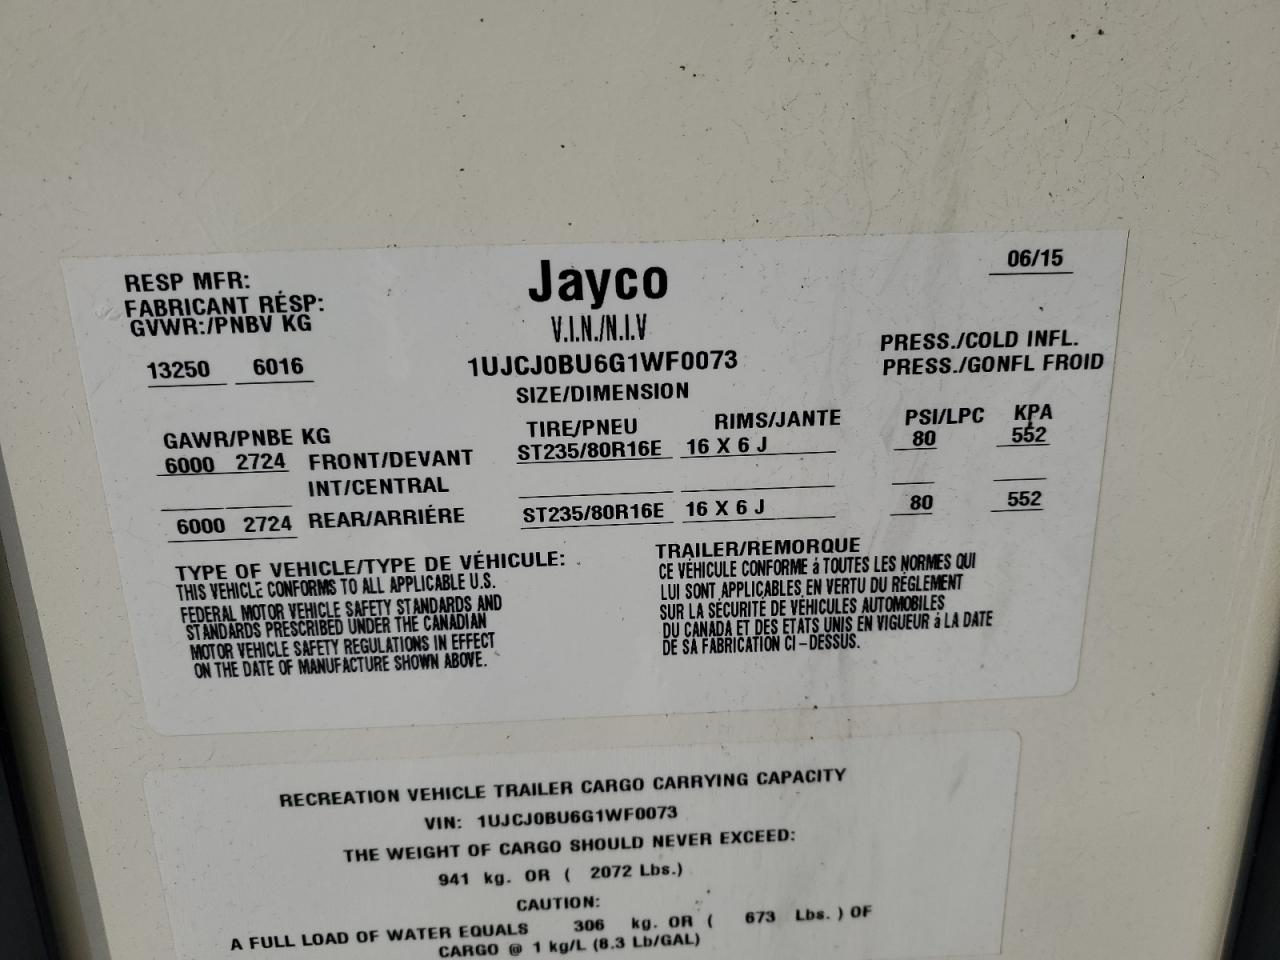 RESP MFR: Jayco 06/15
FABRICANT RÉSP:
GVWR:/PNBV KG V.I.N./N.I.V
13250 6016 1UJCJ0BU6G1WF0073 PRESS./COLD INFL.
SIZE/DIMENSION PRESS./GONFL FROID
GAWR/PNBE KG TIRE/PNEU RIMS/JANTE PSI/LPC KPA
6000 2724 FRONT/DEVANT ST235/80R16E 16 X 6 J 80 552
INT/CENTRAL
6000 2724 REAR/ARRIÉRE ST235/80R16E 16 X 6 J 80 552
TYPE OF VEHICLE/TYPE DE VÉHICULE: TRAILER/REMORQUE
THIS VEHICLE CONFORMS TO ALL APPLICABLE U.S.
FEDERAL MOTOR VEHICLE SAFETY STANDARDS AND
STANDARDS PRESCRIBED UNDER THE CANADIAN
MOTOR VEHICLE SAFETY REGULATIONS IN EFFECT
ON THE DATE OF MANUFACTURE SHOWN ABOVE.
CE VÉHICULE CONFORME á TOUTES LES NORMES QUI
LUI SONT APPLICABLES EN VERTU DU RÉGLEMENT
SUR LA SÉCURITÉ DE VÉHICULES AUTOMOBILES
DU CANADA ET DES ETATS UNIS EN VIGUEUR á LA DATE
DE SA FABRICATION CI-DESSUS.
RECREATION VEHICLE TRAILER CARGO CARRYING CAPACITY
VIN: 1UJCJ0BU6G1WF0073
THE WEIGHT OF CARGO SHOULD NEVER EXCEED:
941 kg. OR ( 2072 Lbs.)
CAUTION:
A FULL LOAD OF WATER EQUALS 306 kg. OR ( 673 Lbs. ) OF
CARGO @ 1 kg/L (8.3 Lb/GAL)